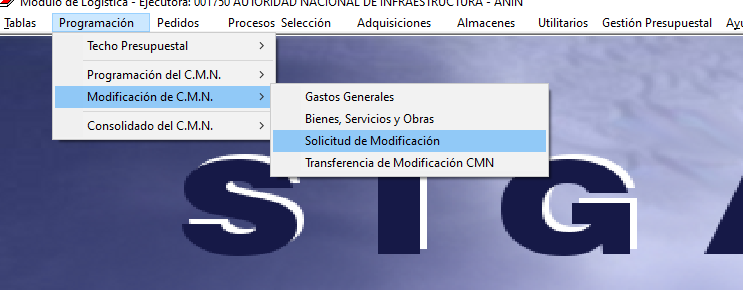 Módulo de Logística - Ejecutora: 001750 AUTORIDAD NACIONAL DE INFRAESTRUCTURA - ANIN
Tablas Programación Pedidos Procesos Selección Adquisiciones Almacenes Utilitarios Gestión Presupuestal Ayu
Techo Presupuestal
Programación del C.M.N.
Modificación de C.M.N.
Gastos Generales
Bienes, Servicios y Obras
Solicitud de Modificación
Transferencia de Modificación CMN
Consolidado del C.M.N.
SIGA